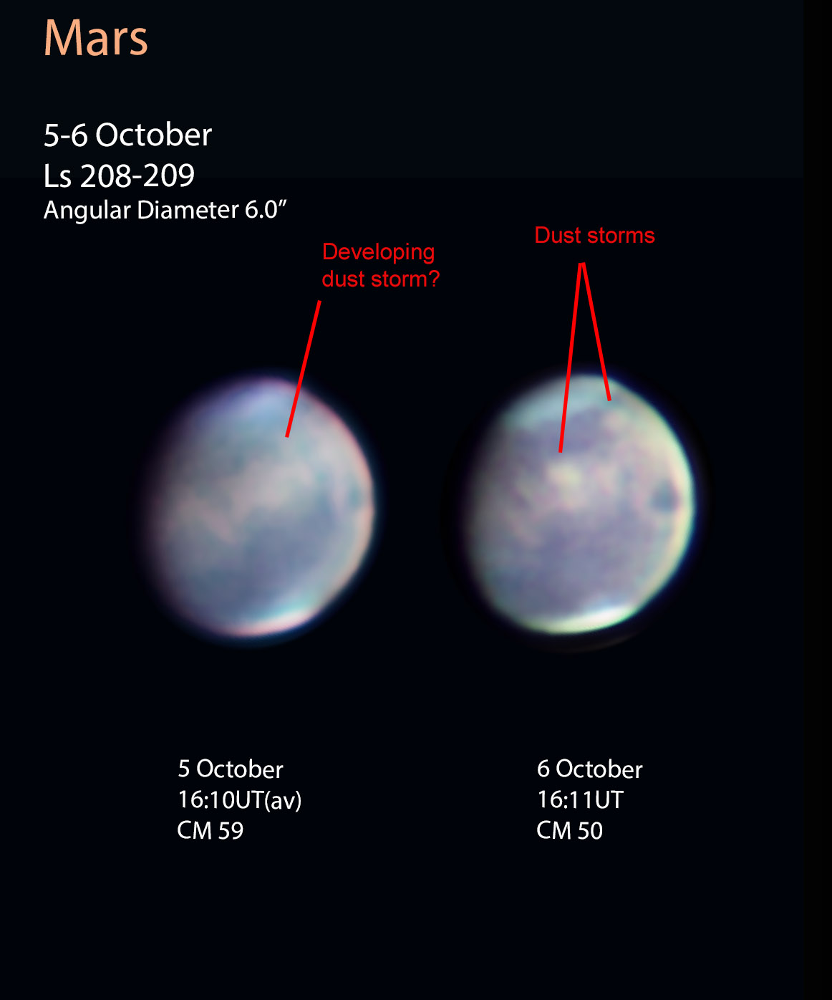 Mars
5-6 October
Ls 208-209
Angular Diameter 6.0”
Developing
dust storm?
Dust storms
5 October
16:10UT(av)
CM 59
6 October
16:11UT
CM 50